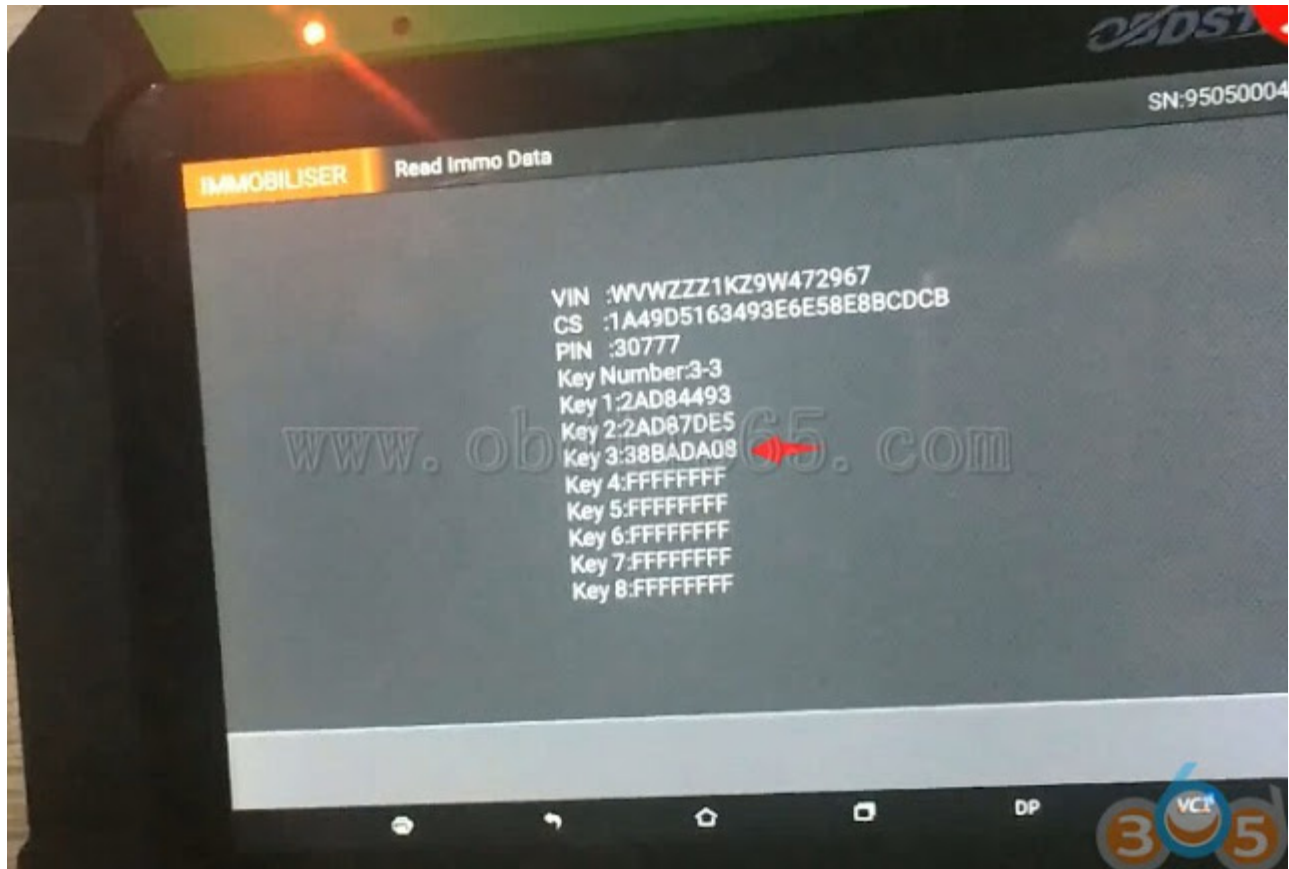 OBDST
SN:95050004
IMMOBILISER Read Immo Data
VIN :WVWZZZ1KZ9W472967
CS :1A49D5163493E6E58E8BCDCB
PIN :30777
Key Number:3-3
Key 1:2AD84493
Key 2:2AD87DE5
Key 3:38BADA08
Key 4:FFFFFFFF
Key 5:FFFFFFFF
Key 6:FFFFFFFF
Key 7:FFFFFFFF
Key 8:FFFFFFFF
DP
VCI
365